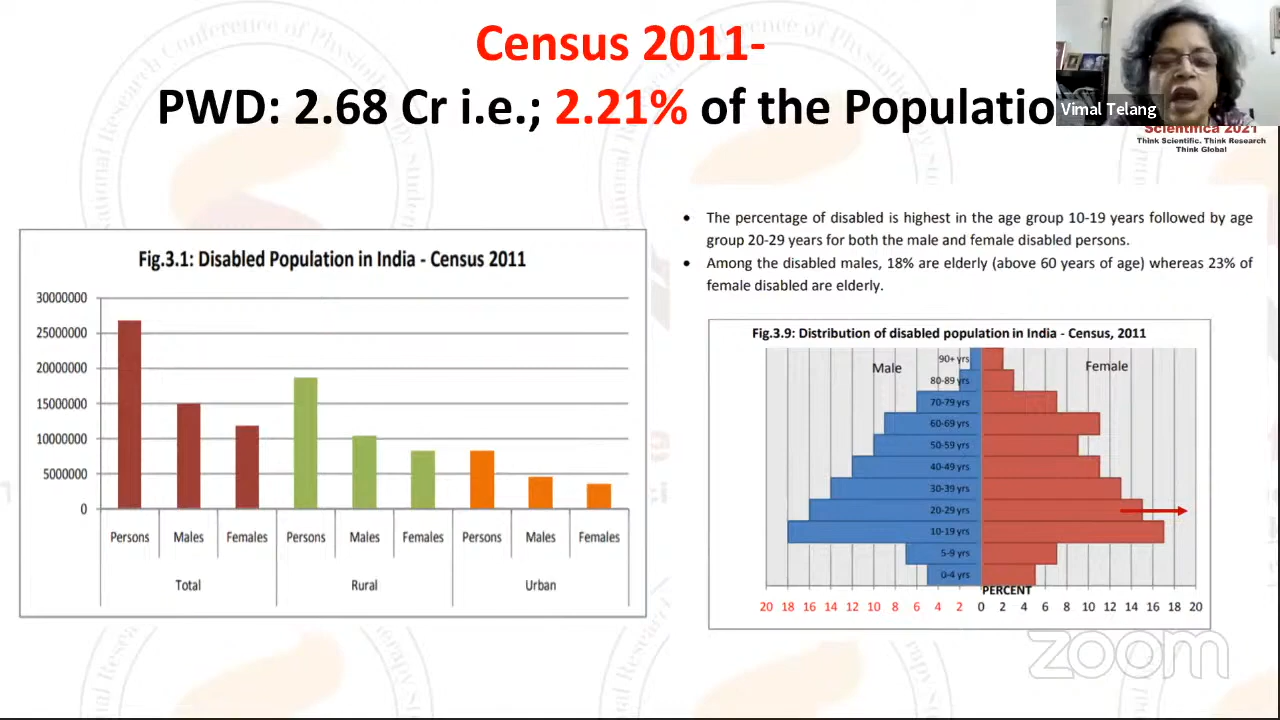 Census 2011-
PWD: 2.68 Cr i.e.; 2.21% of the Populatio
Vimal Telang
Scientifica 2021
Think Scientific. Think Research
Think Global
Fig.3.1: Disabled Population in India - Census 2011
30000000
25000000
20000000
15000000
10000000
5000000
0
Persons Males Females Persons Males Females Persons Males Females
Total Rural Urban
• The percentage of disabled is highest in the age group 10-19 years followed by age
group 20-29 years for both the male and female disabled persons.
• Among the disabled males, 18% are elderly (above 60 years of age) whereas 23% of
female disabled are elderly.
Fig.3.9: Distribution of disabled population in India - Census, 2011
Male Female
90+ yrs
80-89 yrs
70-79 yrs
60-69 yrs
50-59 yrs
40-49 yrs
30-39 yrs
20-29 yrs
10-19 yrs
5-9 yrs
0-4 yrs
PERCENT
20 18 16 14 12 10 8 6 4 2 0 2 4 6 8 10 12 14 16 18 20
zoom